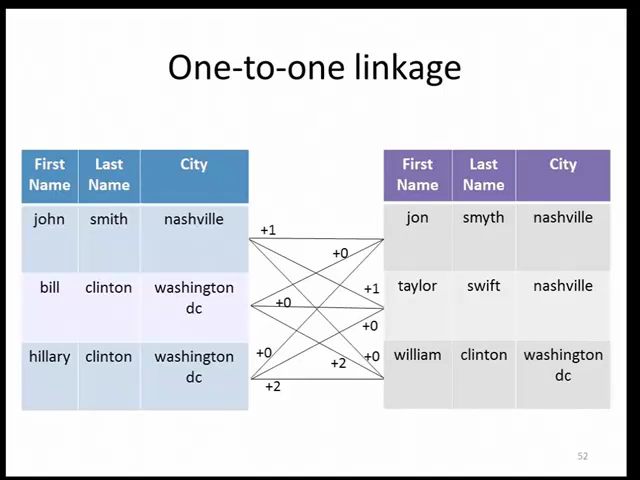 One-to-one linkage
First Name Last Name City
john smith nashville
bill clinton washington dc
hillary clinton washington dc
+1
+0
+0
+1
+0
+0
+2
+0
+2
First Name Last Name City
jon smyth nashville
taylor swift nashville
william clinton washington dc
52